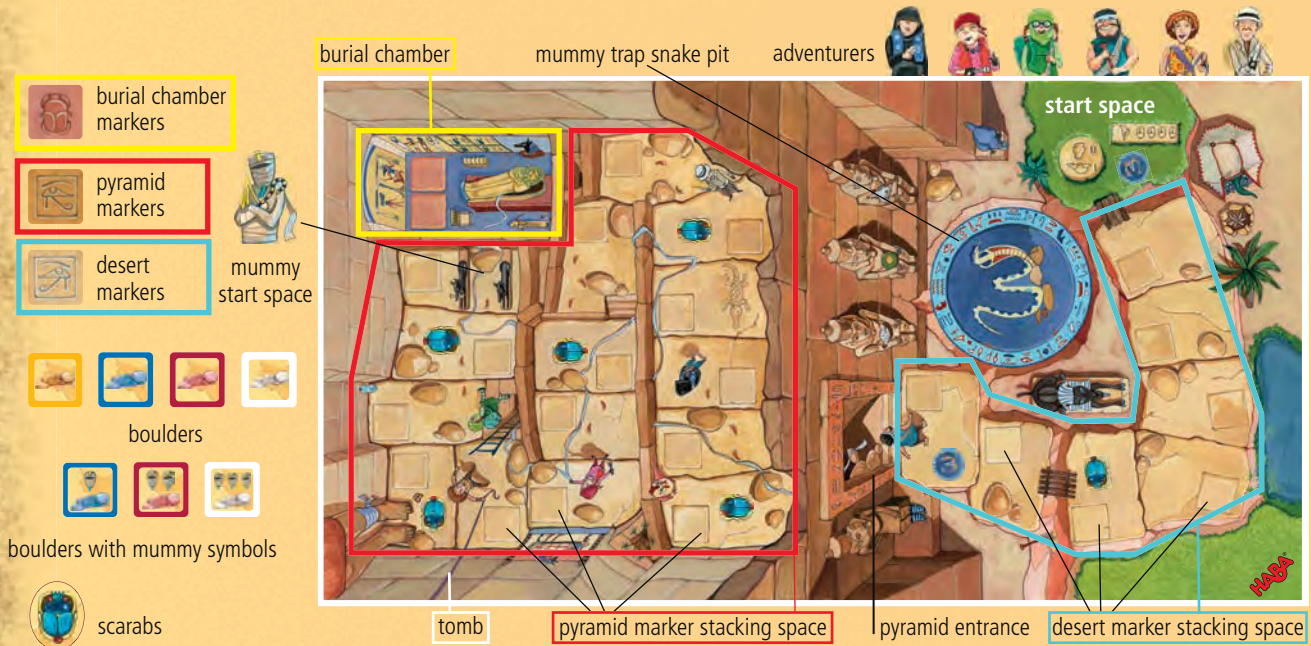 burial chamber
mummy trap snake pit
adventurers
burial chamber
markers
pyramid
markers
desert
markers
mummy
start space
boulders
boulders with mummy symbols
scarabs
start space
HABA
tomb
pyramid marker stacking space
pyramid entrance
desert marker stacking space